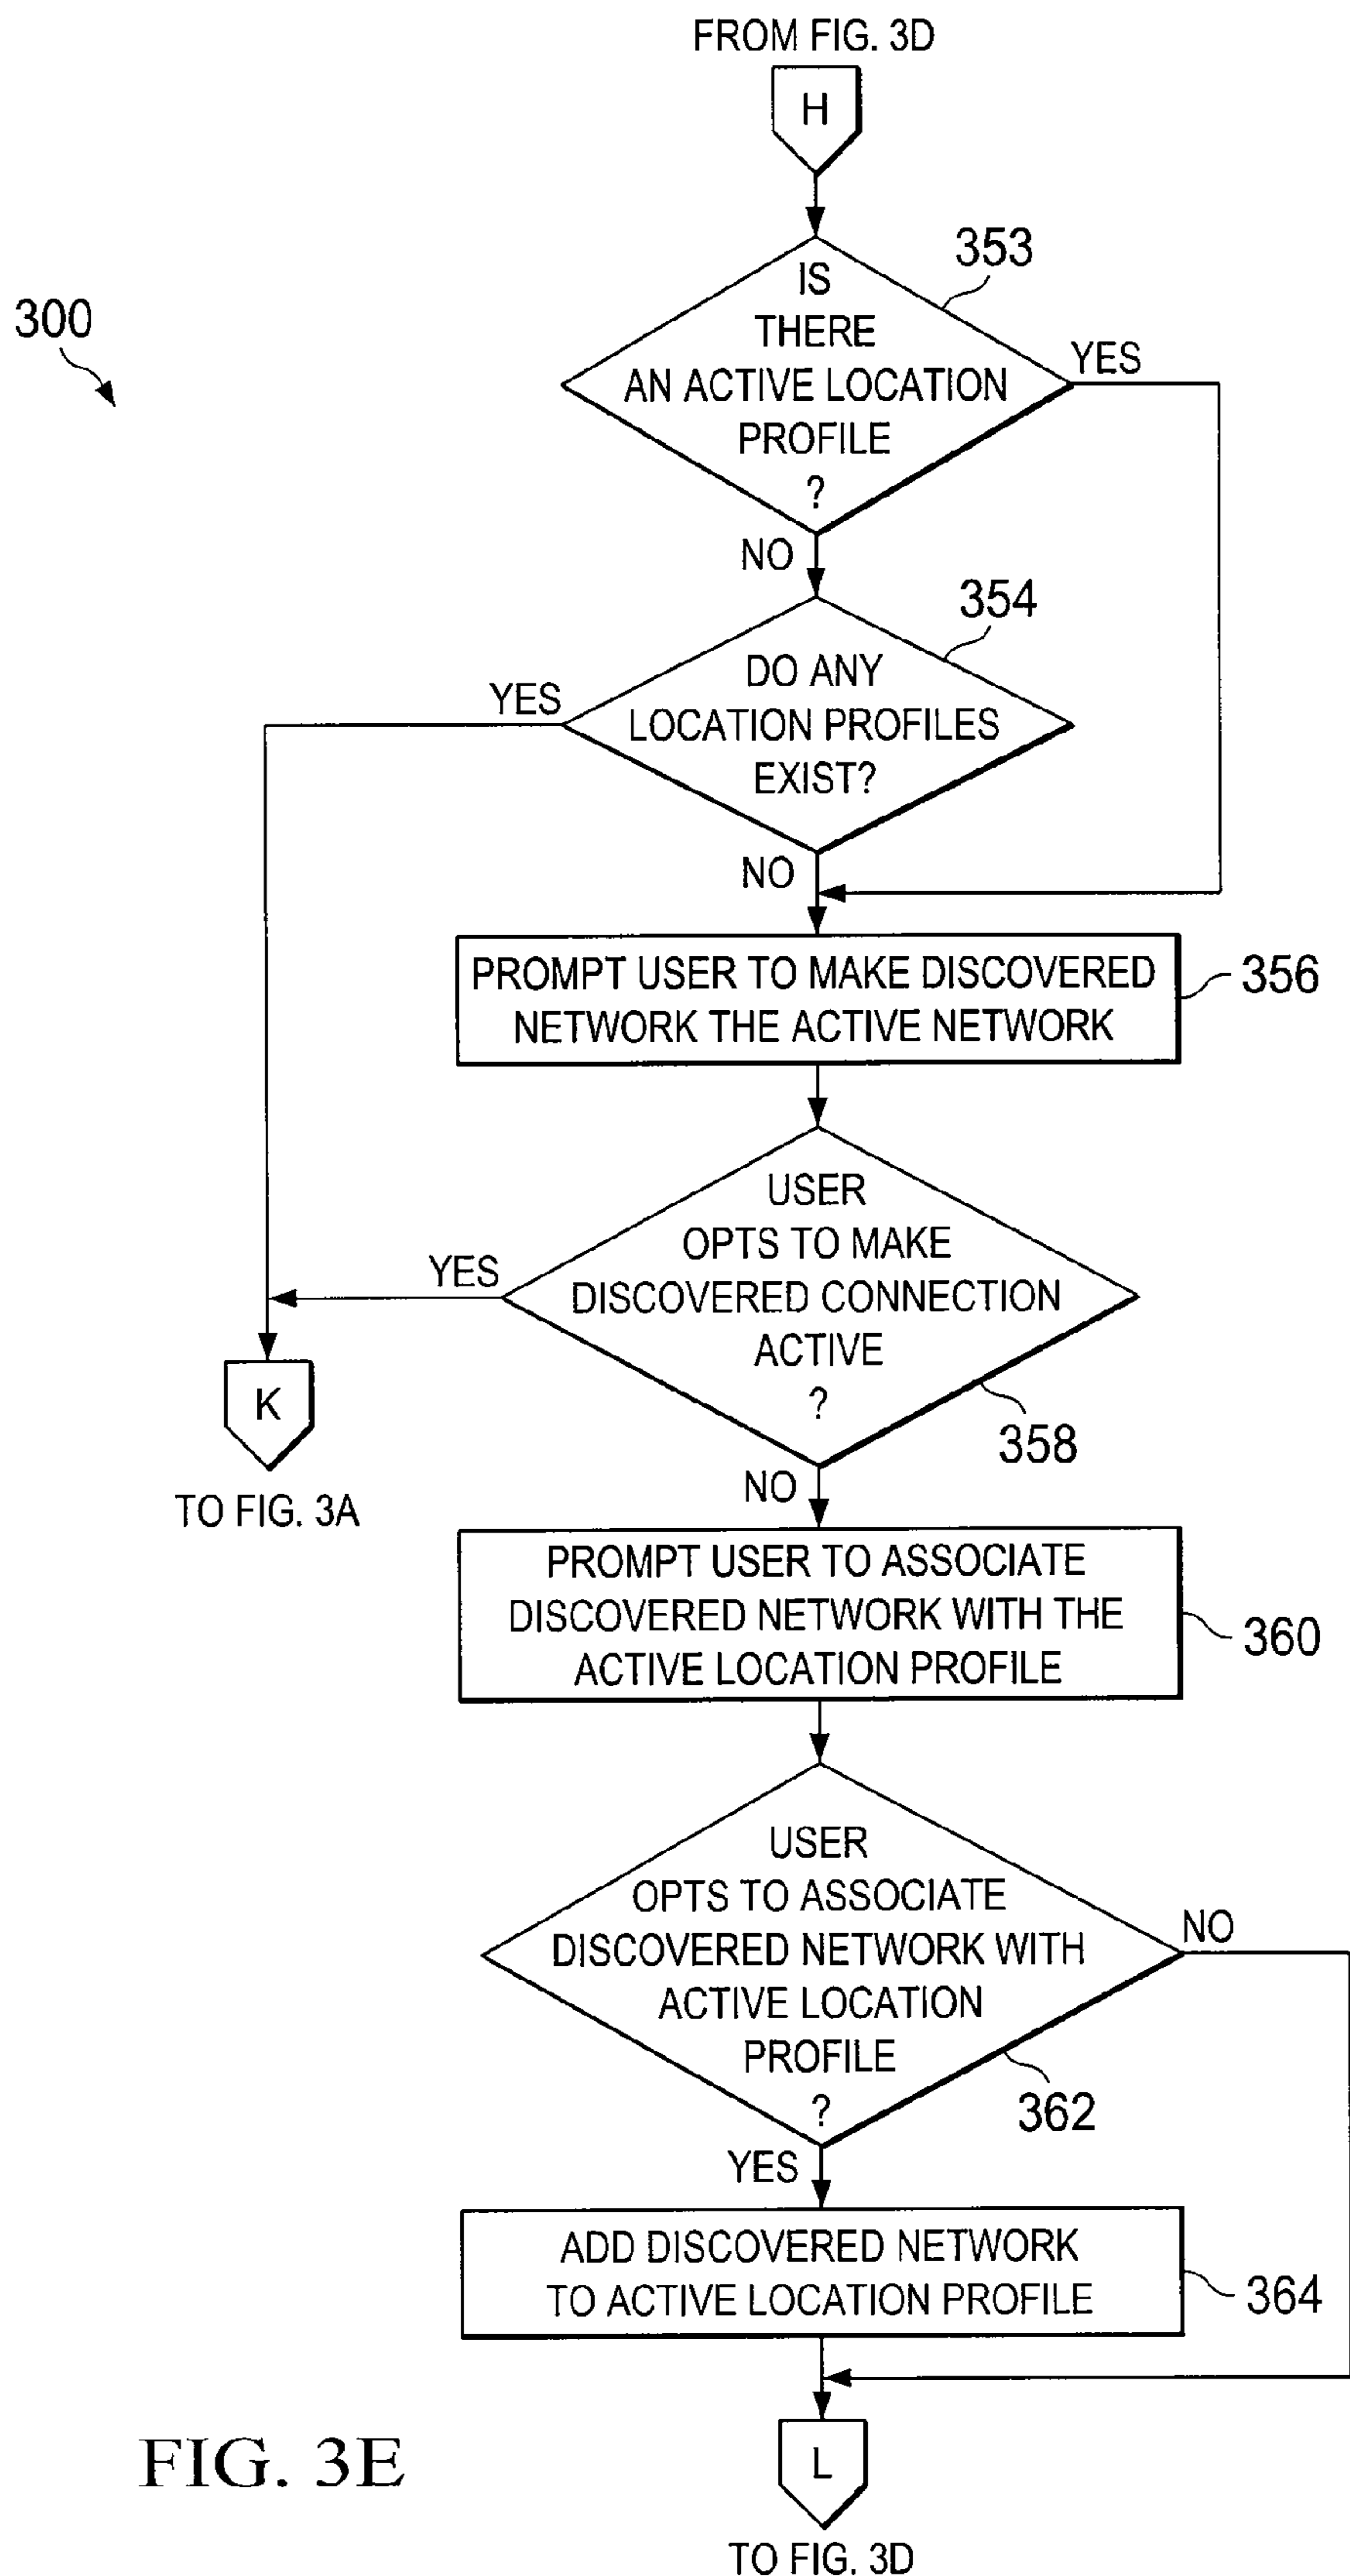 FROM FIG. 3D
H
300
353
IS
THERE
AN ACTIVE LOCATION
PROFILE
?
YES
NO
354
DO ANY
LOCATION PROFILES
EXIST?
YES
NO
PROMPT USER TO MAKE DISCOVERED
NETWORK THE ACTIVE NETWORK
356
USER
OPTS TO MAKE
DISCOVERED CONNECTION
ACTIVE
?
YES
358
K
TO FIG. 3A
NO
PROMPT USER TO ASSOCIATE
DISCOVERED NETWORK WITH THE
ACTIVE LOCATION PROFILE
360
USER
OPTS TO ASSOCIATE
DISCOVERED NETWORK WITH
ACTIVE LOCATION
PROFILE
?
NO
362
YES
ADD DISCOVERED NETWORK
TO ACTIVE LOCATION PROFILE
364
FIG. 3E
L
TO FIG. 3D